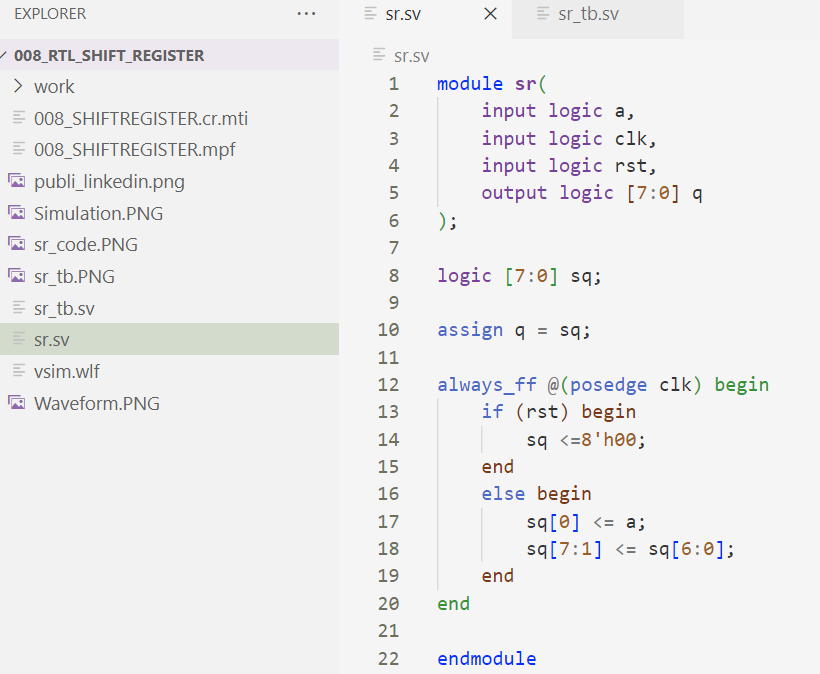 EXPLORER
···
008_RTL_SHIFT_REGISTER
work
008_SHIFTREGISTER.cr.mti
008_SHIFTREGISTER.mpf
publi_linkedin.png
Simulation.PNG
sr_code.PNG
sr_tb.PNG
sr_tb.sv
sr.sv
vsim.wlf
Waveform.PNG
sr.sv
sr_tb.sv
sr.sv
1 module sr(
2     input logic a,
3     input logic clk,
4     input logic rst,
5     output logic [7:0] q
6 );
7
8 logic [7:0] sq;
9
10 assign q = sq;
11
12 always_ff @(posedge clk) begin
13     if (rst) begin
14         sq <=8'h00;
15     end
16     else begin
17         sq[0] <= a;
18         sq[7:1] <= sq[6:0];
19     end
20 end
21
22 endmodule